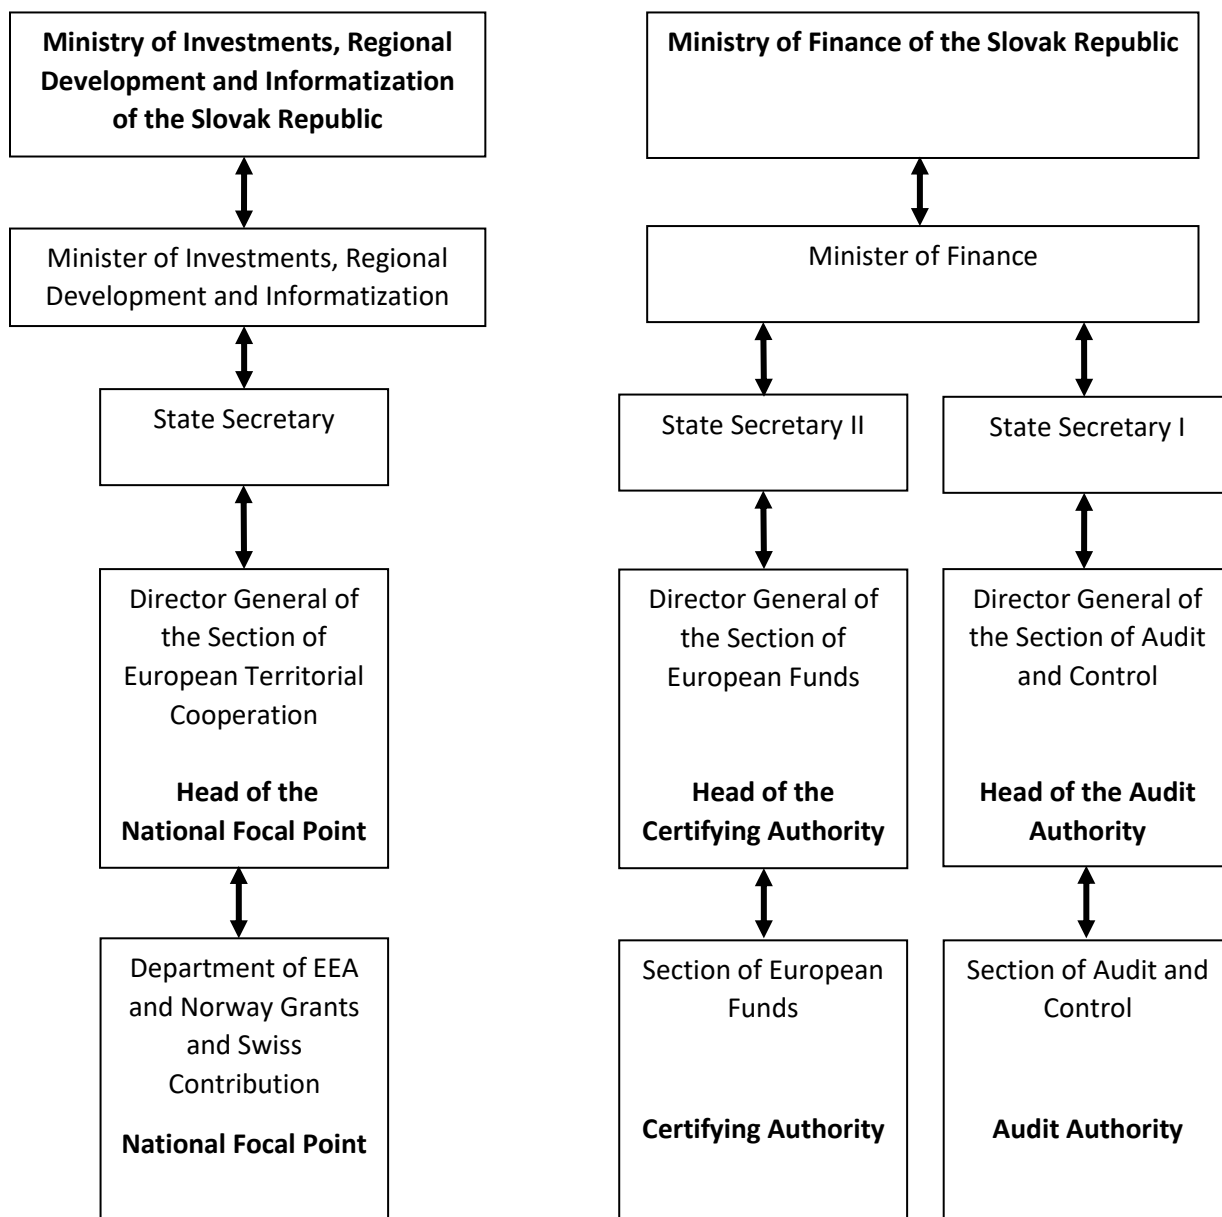 Ministry of Investments, Regional
Development and Informatization
of the Slovak Republic
Ministry of Finance of the Slovak Republic
Minister of Investments, Regional
Development and Informatization
Minister of Finance
State Secretary
State Secretary II
State Secretary I
Director General of
the Section of
European Territorial
Cooperation
Head of the
National Focal Point
Director General of
the Section of
European Funds
Head of the
Certifying Authority
Director General of
the Section of Audit
and Control
Head of the Audit
Authority
Department of EEA
and Norway Grants
and Swiss
Contribution
National Focal Point
Section of European
Funds
Certifying Authority
Section of Audit and
Control
Audit Authority